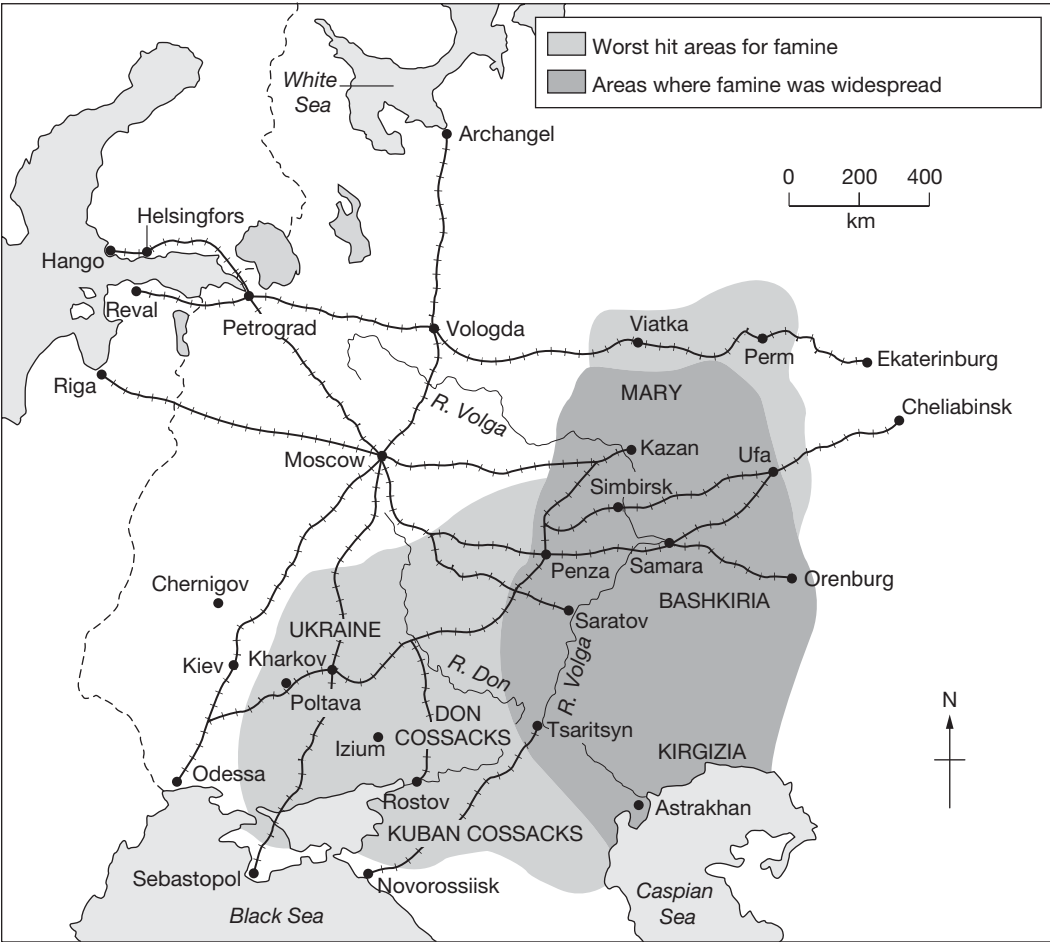 Worst hit areas for famine
Areas where famine was widespread
White
Sea
Archangel
0 200 400
km
Helsingfors
Hango
Reval
Petrograd
Vologda
Viatka
Perm
Ekaterinburg
Riga
MARY
R. Volga
Cheliabinsk
Moscow
Kazan
Ufa
Simbirsk
Penza
Samara
Orenburg
Chernigov
BASHKIRIA
Saratov
UKRAINE
Kiev
Kharkov
R. Don
R. Volga
Poltava
DON
COSSACKS
Izium
Tsaritsyn
N
KIRGIZIA
Odessa
Rostov
Astrakhan
KUBAN COSSACKS
Sebastopol
Novorossiisk
Black Sea
Caspian
Sea